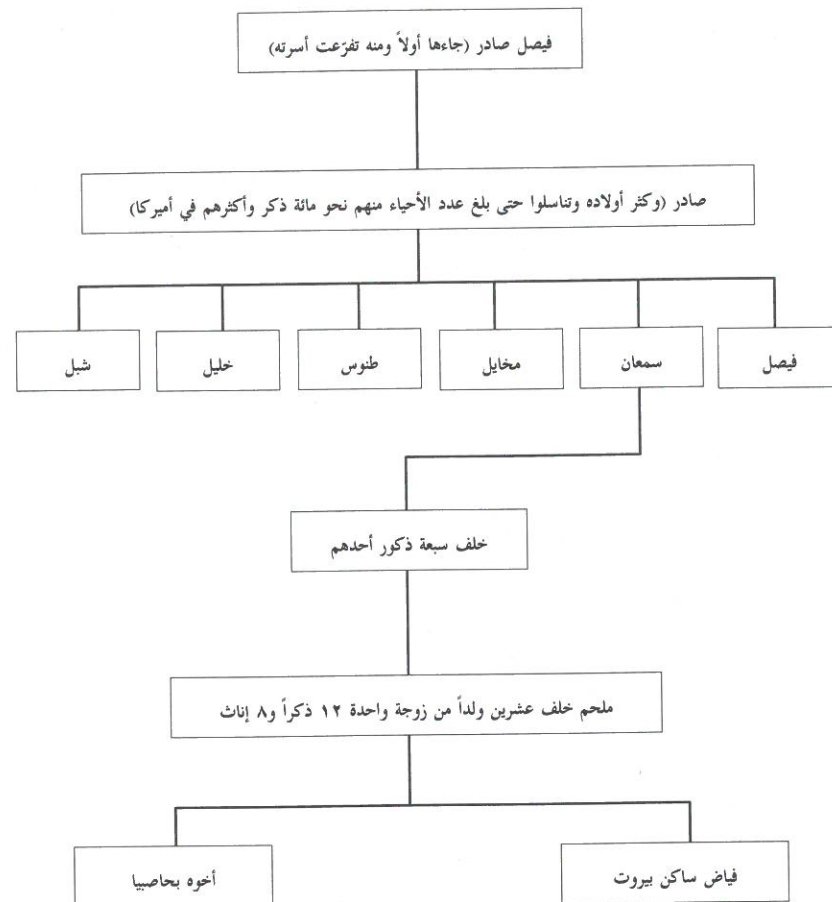 فيصل صادر (جاءها أولاً ومنه تفرّعت أسرته)
صادر (وكثر أولاده وتناسلوا حتى بلغ عدد الأحياء منهم نحو مائة ذكر وأكثرهم في أميركا)
فيصل
سمعان
مخايل
طنوس
خليل
شبل
خلف سبعة ذكور أحدهم
ملحم خلف عشرين ولداً من زوجة واحدة ١٢ ذكراً و٨ إناث
فياض ساكن بيروت
أخوه بحاصبيا